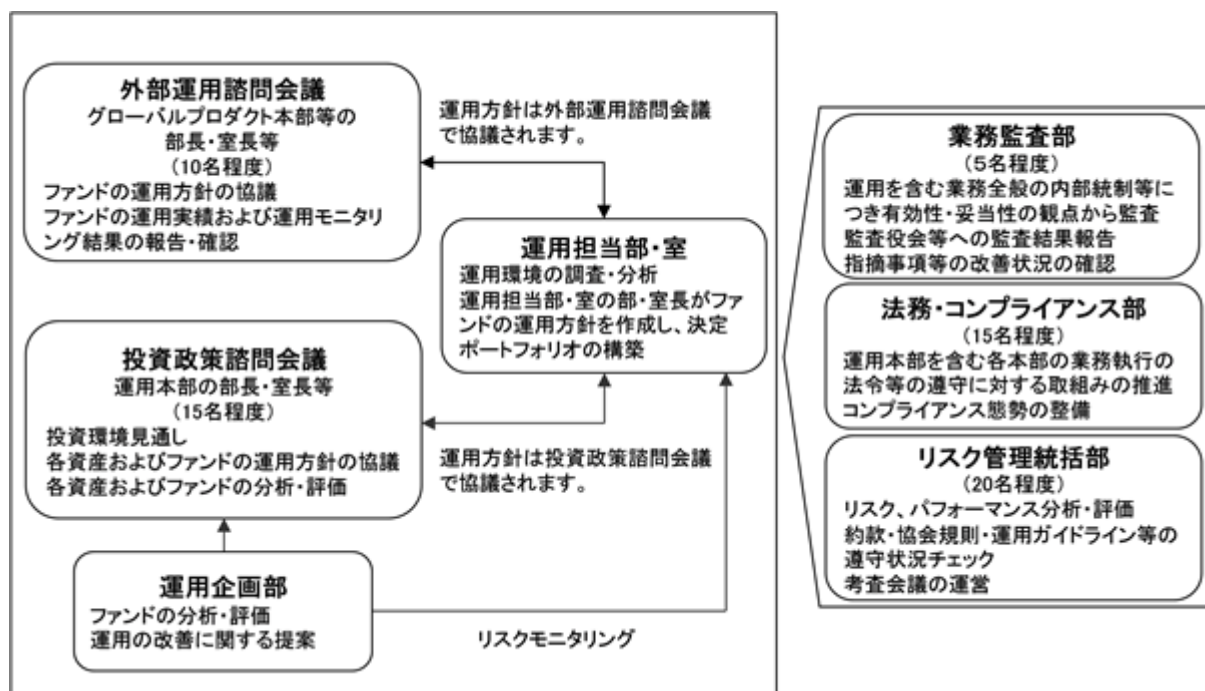 外部運用諮問会議
グローバルプロダクト本部等の
部長・室長等
(10名程度)
ファンドの運用方針の協議
ファンドの運用実績および運用モニタリ
ング結果の報告・確認
運用方針は外部運用諮問会議
で協議されます。
運用担当部・室
運用環境の調査・分析
運用担当部・室の部・室長がファ
ンドの運用方針を作成し、決定
ポートフォリオの構築
投資政策諮問会議
運用本部の部長・室長等
(15名程度)
投資環境見通し
各資産およびファンドの運用方針の協議
各資産およびファンドの分析・評価
運用方針は投資政策諮問会議
で協議されます。
運用企画部
ファンドの分析・評価
運用の改善に関する提案
リスクモニタリング
業務監査部
(5名程度)
運用を含む業務全般の内部統制等に
つき有効性・妥当性の観点から監査
監査役会等への監査結果報告
指摘事項等の改善状況の確認
法務・コンプライアンス部
(15名程度)
運用本部を含む各本部の業務執行の
法令等の遵守に対する取組みの推進
コンプライアンス態勢の整備
リスク管理統括部
(20名程度)
リスク、パフォーマンス分析・評価
約款・協会規則・運用ガイドライン等の
遵守状況チェック
考査会議の運営